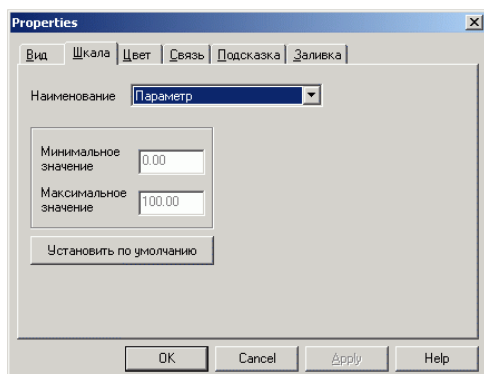 Properties
Вид Шкала Цвет Связь Подсказка Заливка
Наименование Параметр
Минимальное
значение 0.00
Максимальное
значение 100.00
Установить по умолчанию
OK Cancel Apply Help